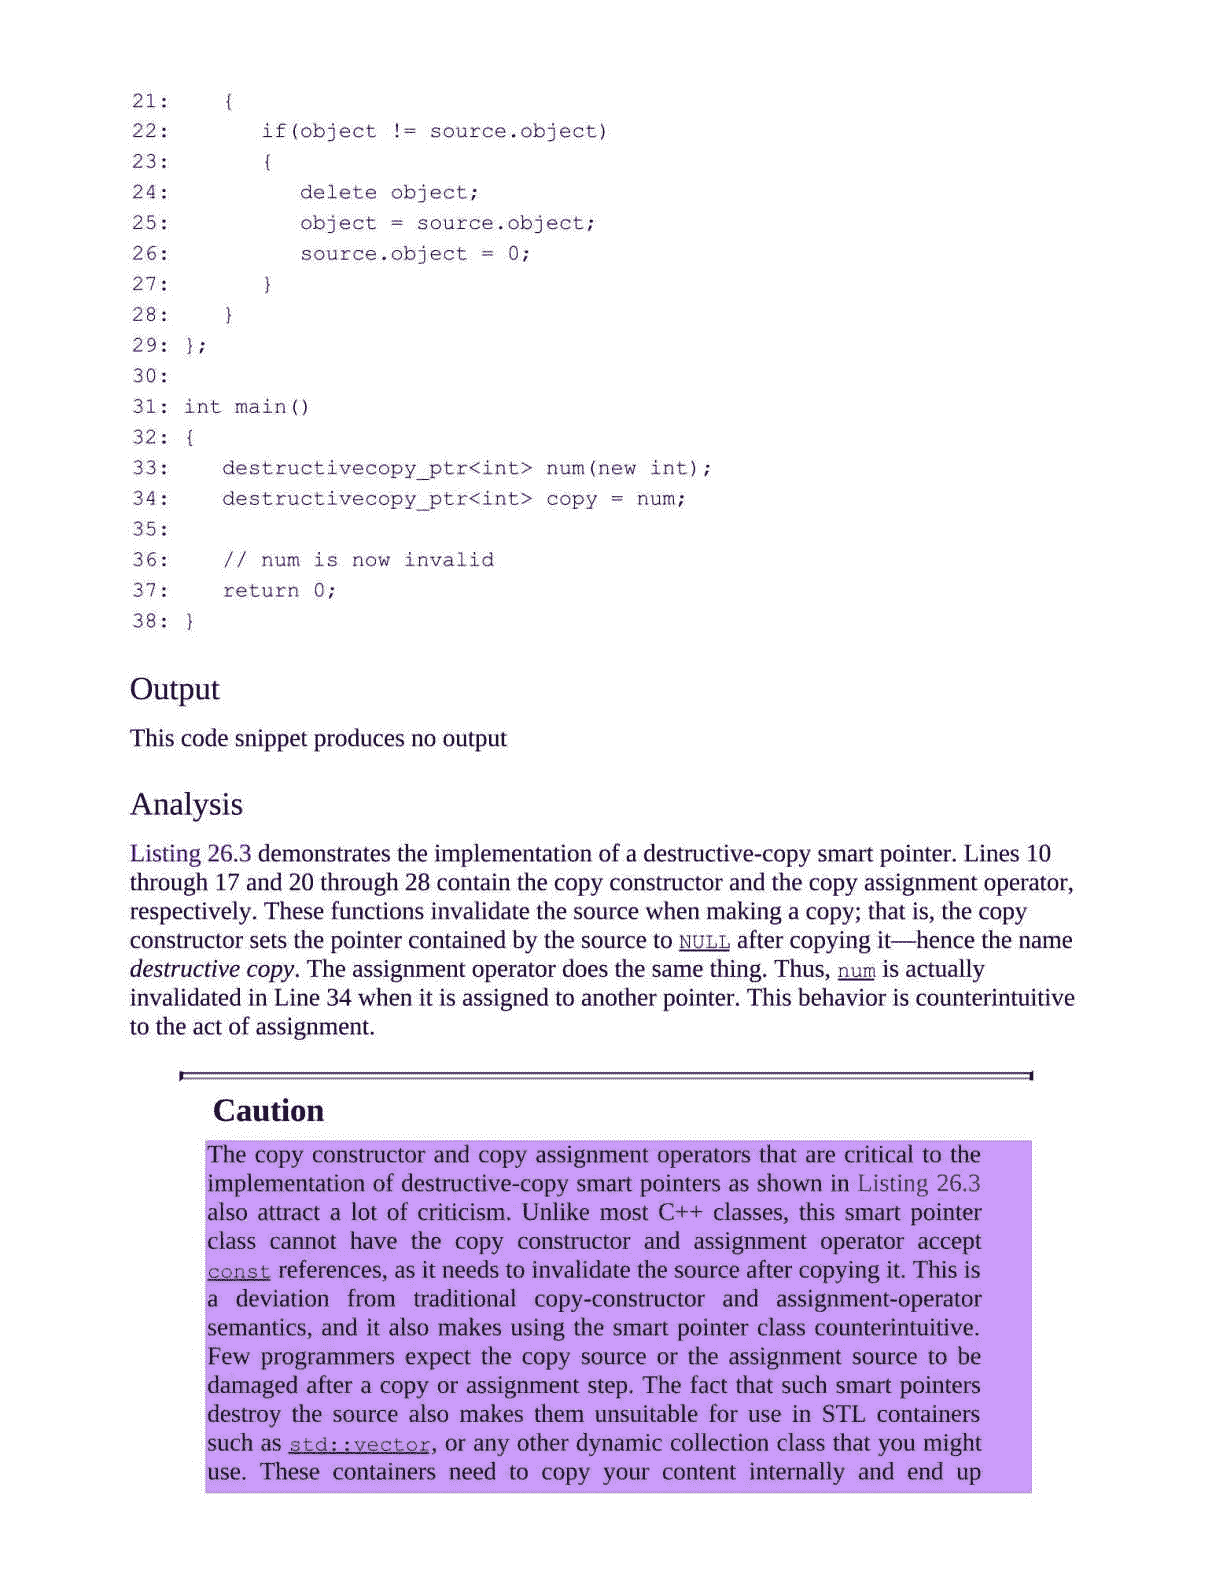 21:    {
22:       if(object != source.object)
23:       {
24:          delete object;
25:          object = source.object;
26:          source.object = 0;
27:       }
28:    }
29: };
30:
31: int main()
32: {
33:    destructivecopy_ptr<int> num(new int);
34:    destructivecopy_ptr<int> copy = num;
35:
36:    // num is now invalid
37:    return 0;
38: }
Output
This code snippet produces no output
Analysis
Listing 26.3 demonstrates the implementation of a destructive-copy smart pointer. Lines 10
through 17 and 20 through 28 contain the copy constructor and the copy assignment operator,
respectively. These functions invalidate the source when making a copy; that is, the copy
constructor sets the pointer contained by the source to NULL after copying it—hence the name
destructive copy. The assignment operator does the same thing. Thus, num is actually
invalidated in Line 34 when it is assigned to another pointer. This behavior is counterintuitive
to the act of assignment.
Caution
The copy constructor and copy assignment operators that are critical to the
implementation of destructive-copy smart pointers as shown in Listing 26.3
also attract a lot of criticism. Unlike most C++ classes, this smart pointer
class cannot have the copy constructor and assignment operator accept
const references, as it needs to invalidate the source after copying it. This is
a deviation from traditional copy-constructor and assignment-operator
semantics, and it also makes using the smart pointer class counterintuitive.
Few programmers expect the copy source or the assignment source to be
damaged after a copy or assignment step. The fact that such smart pointers
destroy the source also makes them unsuitable for use in STL containers
such as std::vector, or any other dynamic collection class that you might
use. These containers need to copy your content internally and end up